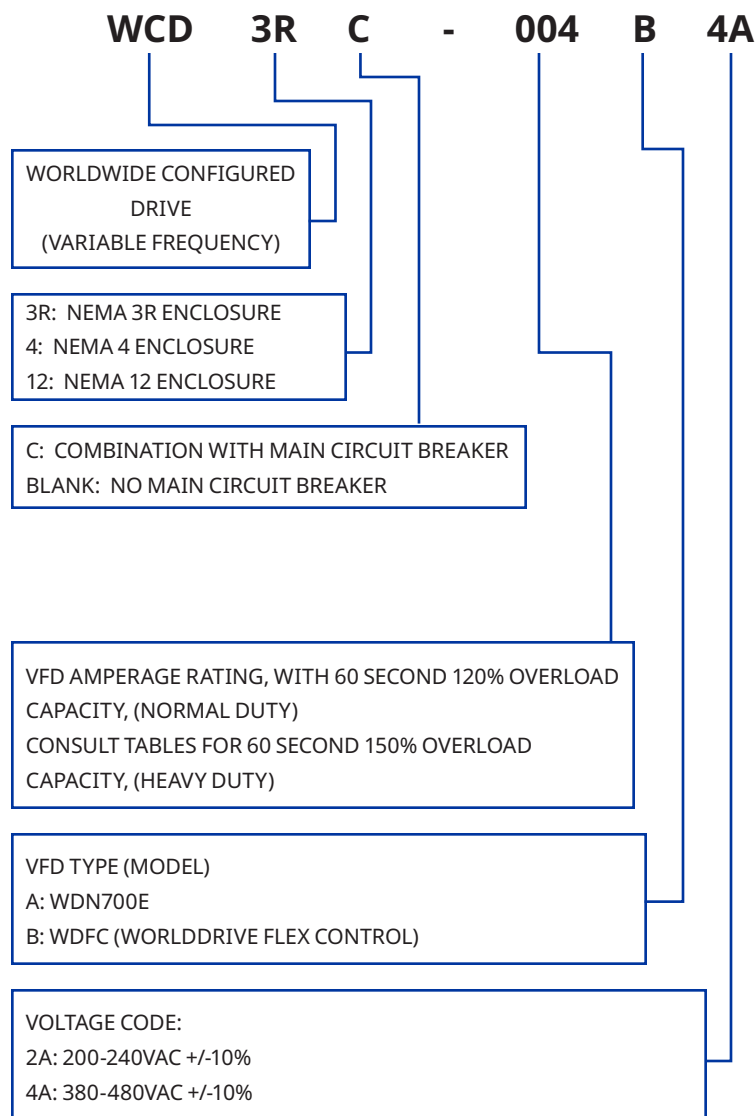 WCD 3R C - 004 B 4A
WORLDWIDE CONFIGURED
DRIVE
(VARIABLE FREQUENCY)
3R: NEMA 3R ENCLOSURE
4: NEMA 4 ENCLOSURE
12: NEMA 12 ENCLOSURE
C: COMBINATION WITH MAIN CIRCUIT BREAKER
BLANK: NO MAIN CIRCUIT BREAKER
VFD AMPERAGE RATING, WITH 60 SECOND 120% OVERLOAD
CAPACITY, (NORMAL DUTY)
CONSULT TABLES FOR 60 SECOND 150% OVERLOAD
CAPACITY, (HEAVY DUTY)
VFD TYPE (MODEL)
A: WDN700E
B: WDFC (WORLDDRIVE FLEX CONTROL)
VOLTAGE CODE:
2A: 200-240VAC +/-10%
4A: 380-480VAC +/-10%